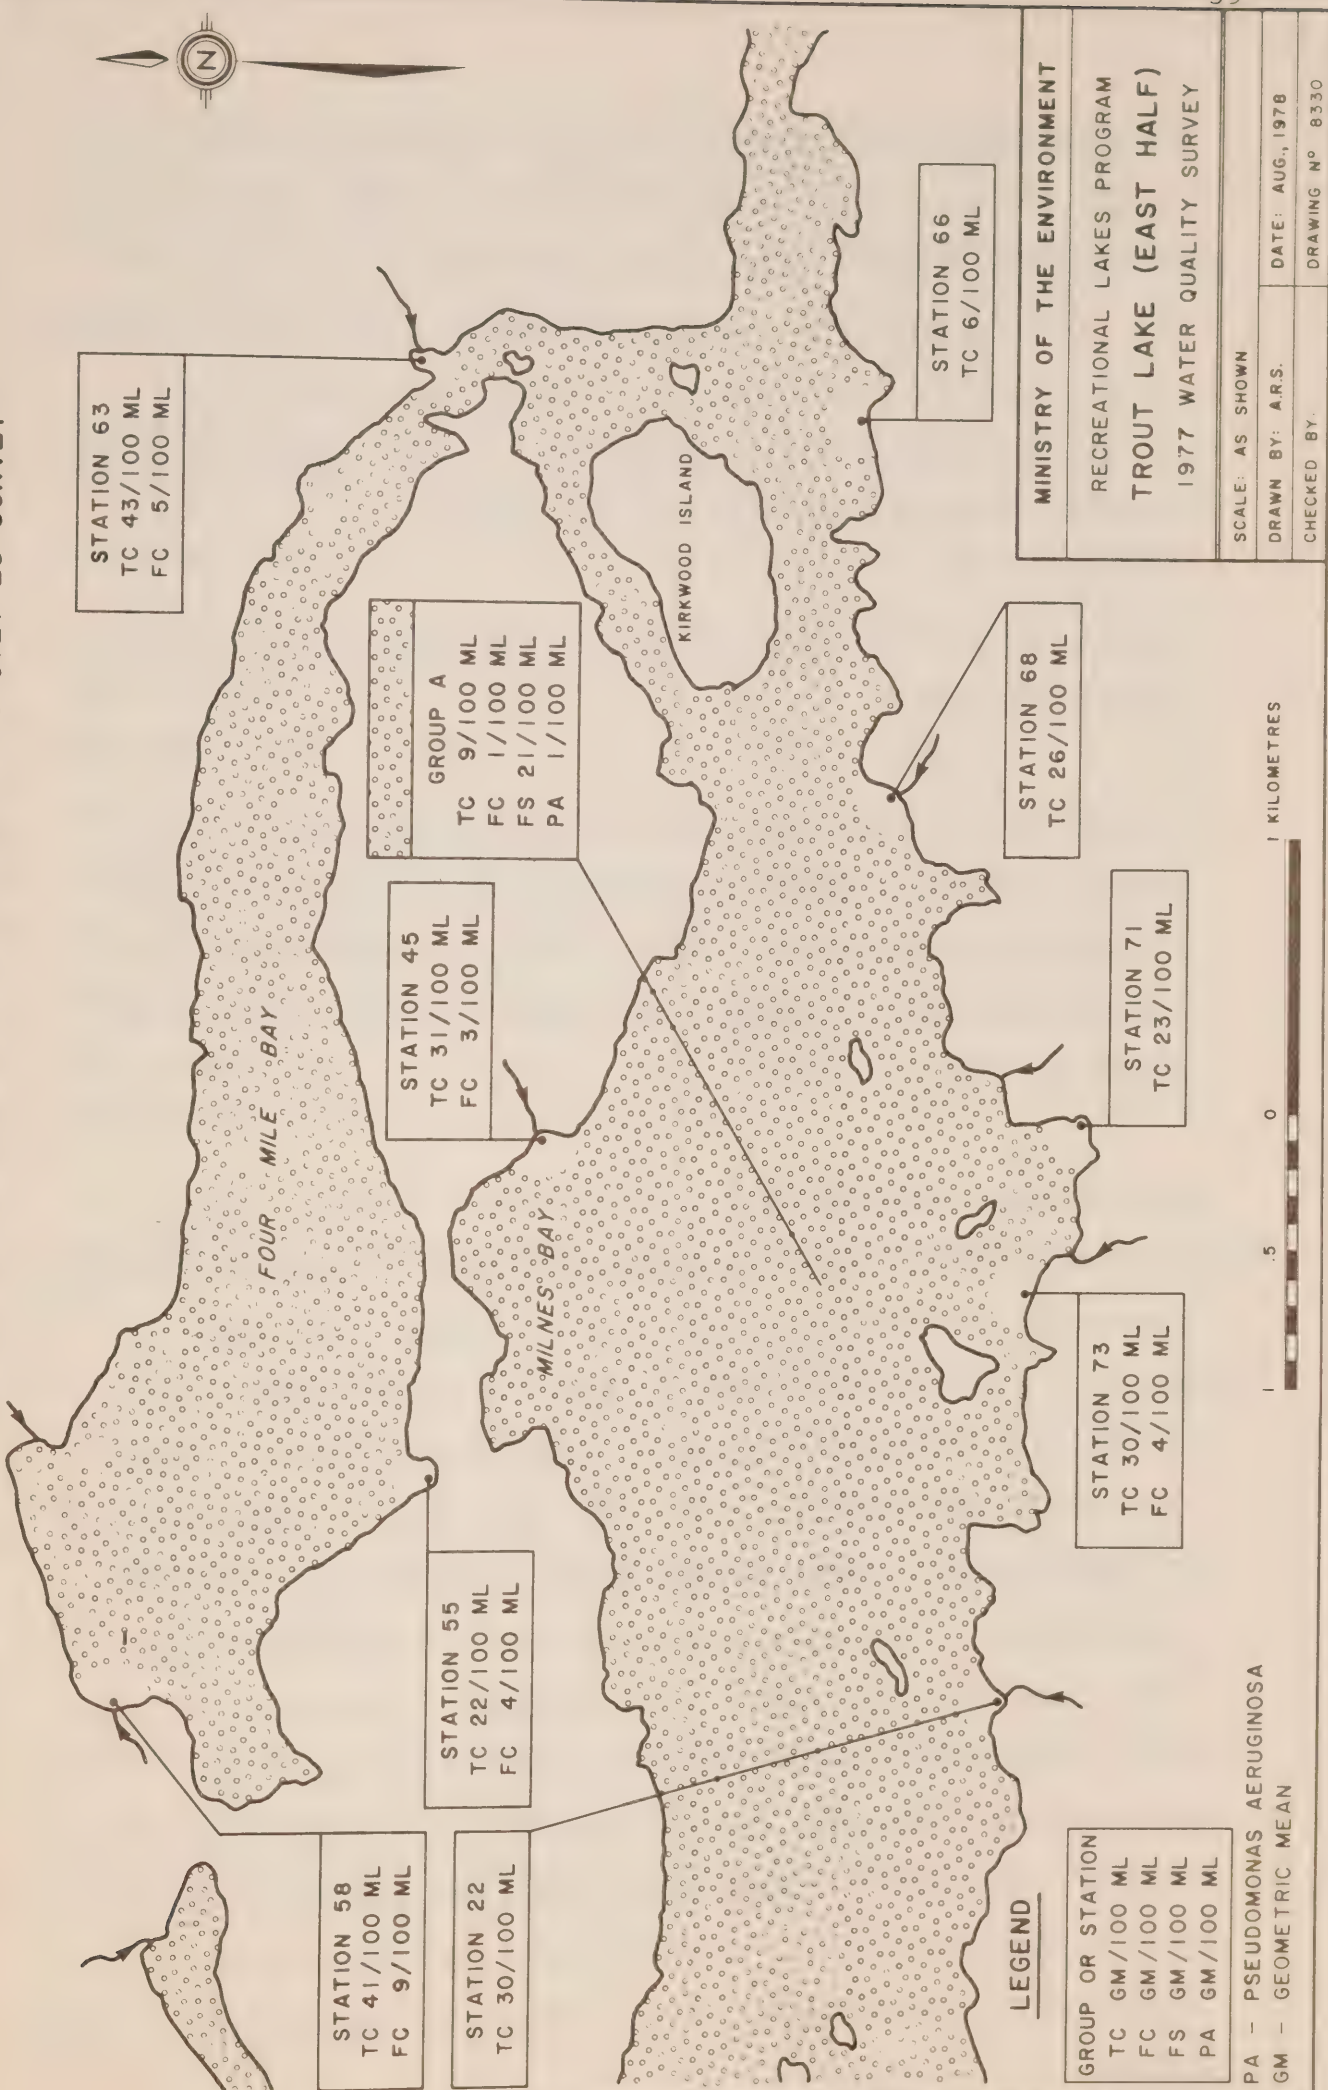 N
STATION 63
TC 43/100 ML
FC 5/100 ML
GROUP A
TC 9/100 ML
FC 1/100 ML
FS 21/100 ML
PA 1/100 ML
STATION 45
TC 31/100 ML
FC 3/100 ML
STATION 55
TC 22/100 ML
FC 4/100 ML
STATION 58
TC 41/100 ML
FC 9/100 ML
STATION 22
TC 30/100 ML
FOUR MILE BAY
MILNES BAY
KIRKWOOD ISLAND
STATION 66
TC 6/100 ML
STATION 68
TC 26/100 ML
STATION 71
TC 23/100 ML
STATION 73
TC 30/100 ML
FC 4/100 ML
LEGEND
GROUP OR STATION
TC GM/100 ML
FC GM/100 ML
FS GM/100 ML
PA GM/100 ML
PA - PSEUDOMONAS AERUGINOSA
GM - GEOMETRIC MEAN
1 .5 0 1 KILOMETRES
MINISTRY OF THE ENVIRONMENT
RECREATIONAL LAKES PROGRAM
TROUT LAKE (EAST HALF)
1977 WATER QUALITY SURVEY
SCALE: AS SHOWN
DRAWN BY: A.R.S. DATE: AUG., 1978
CHECKED BY. DRAWING Nº 8330